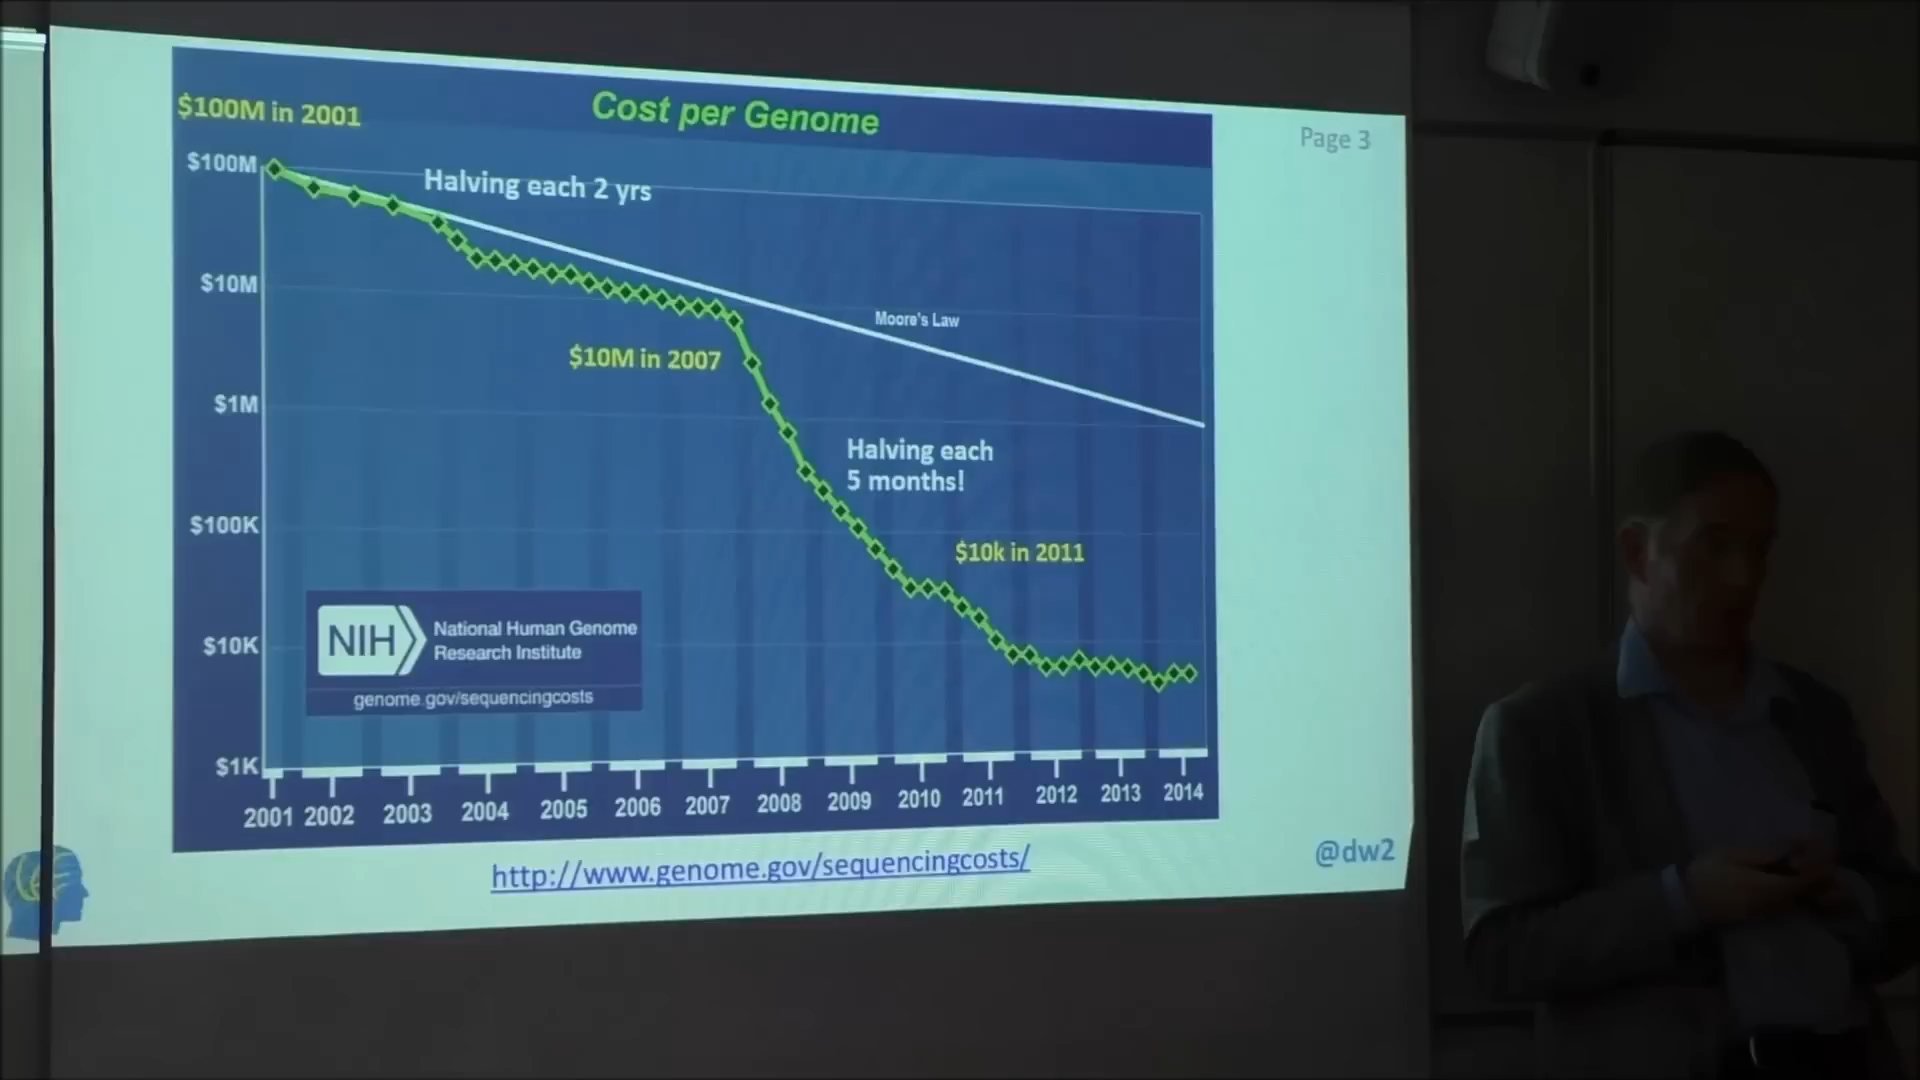 $100M in 2001
Cost per Genome
Page 3
$100M
Halving each 2 yrs
$10M
Moore's Law
$10M in 2007
$1M
Halving each
5 months!
$100K
$10k in 2011
$10K
NIH
National Human Genome
Research Institute
genome.gov/sequencingcosts
$1K
2001 2002 2003 2004 2005 2006 2007 2008 2009 2010 2011 2012 2013 2014
http://www.genome.gov/sequencingcosts/
@dw2